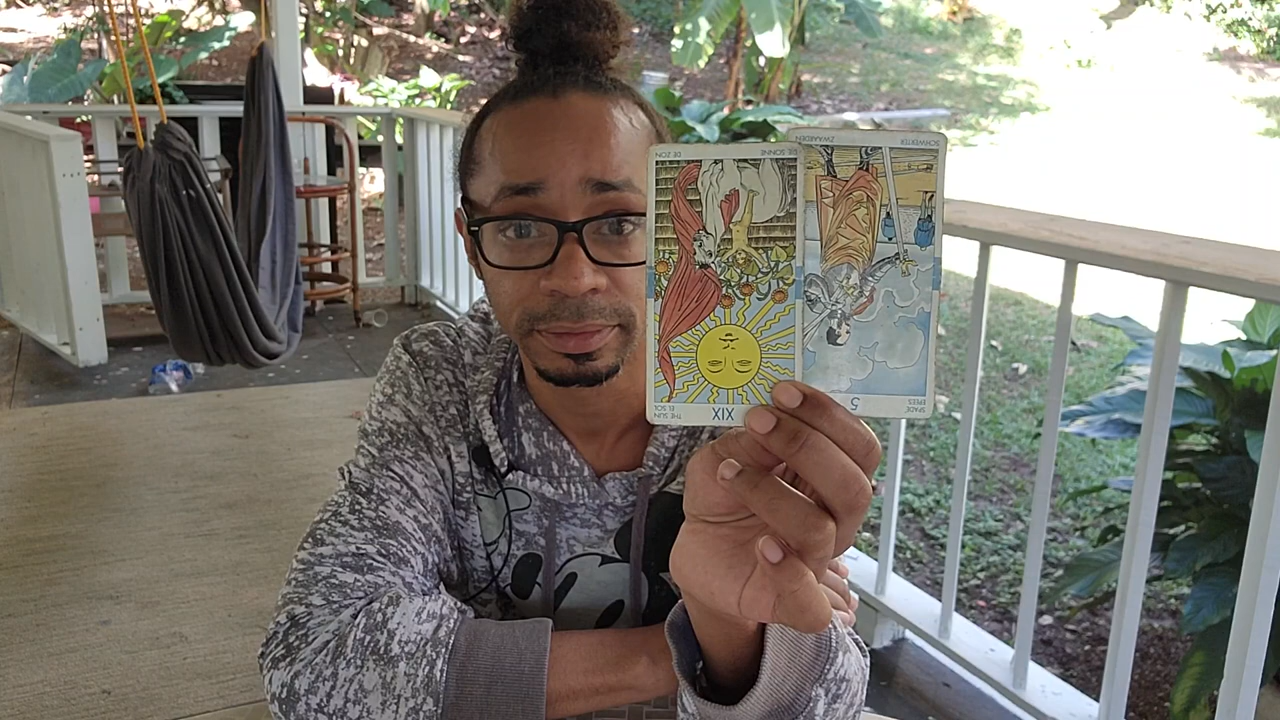 THE SUN
EL SOL
XIX
DIE SONNE
DE ZON
SPADE
EPEES
5
SCHWERTER
ZWAARDEN